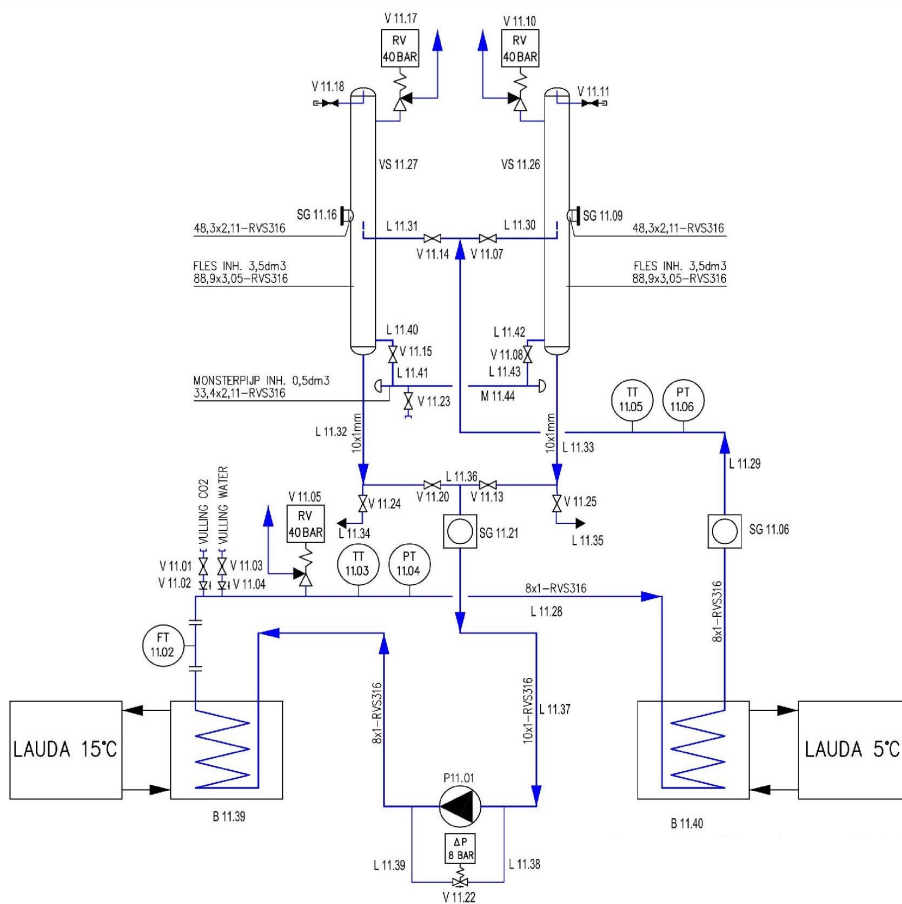 V 11.17
RV
40 BAR
V 11.10
RV
40 BAR
V 11.18
V 11.11
VS 11.27
VS 11.26
SG 11.16
SG 11.09
48,3x2,11-RVS316
L 11.31
L 11.30
48,3x2,11-RVS316
V 11.14
V 11.07
FLES INH. 3,5dm3
88,9x3,05-RVS316
FLES INH. 3,5dm3
88,9x3,05-RVS316
L 11.40
L 11.42
V 11.15
V 11.08
L 11.41
L 11.43
MONSTERPIJP INH. 0,5dm3
33,4x2,11-RVS316
V 11.23
M 11.44
TT
11.05
PT
11.06
L 11.32
10x1mm
10x1mm
L 11.33
L 11.29
L 11.36
V 11.24
V 11.20
V 11.13
V 11.25
VULLING CO2
VULLING WATER
V 11.05
RV
40 BAR
L 11.34
SG 11.21
L 11.35
SG 11.06
V 11.01
V 11.03
V 11.02
V 11.04
TT
11.03
PT
11.04
8x1-RVS316
L 11.28
8x1-RVS316
FT
11.02
8x1-RVS316
10x1-RVS316
L 11.37
LAUDA 15°C
LAUDA 5°C
P11.01
B 11.39
B 11.40
ΔP
8 BAR
L 11.39
L 11.38
V 11.22